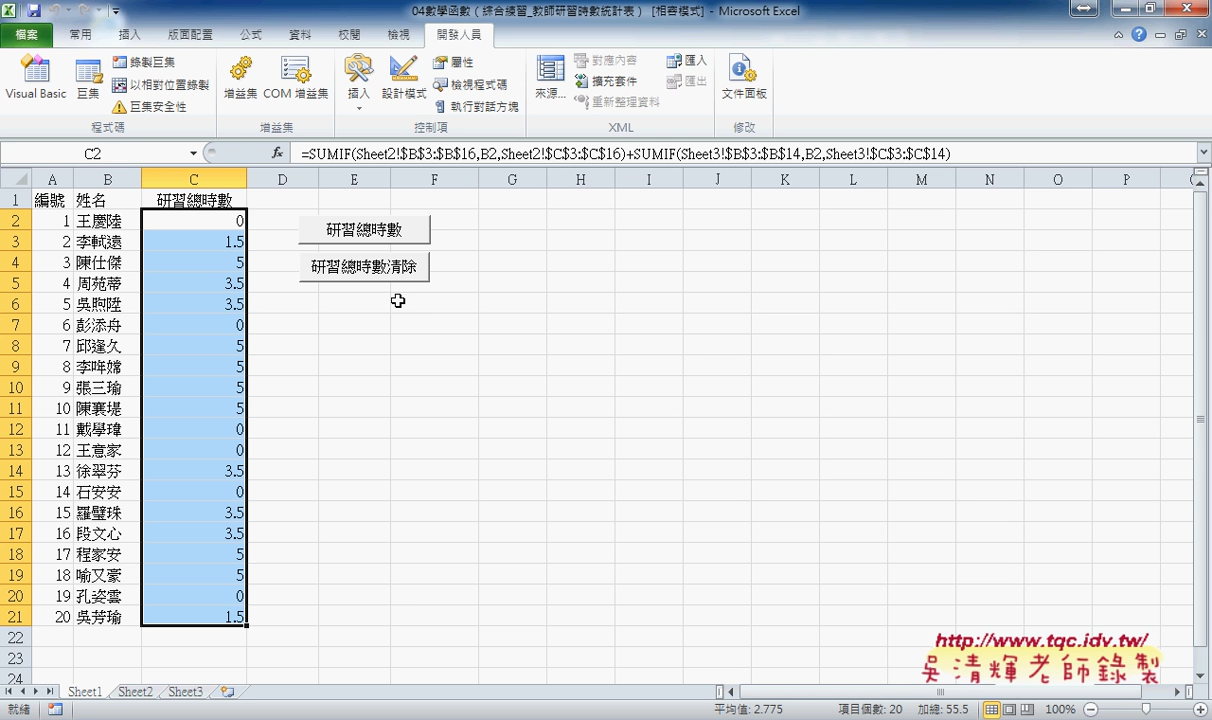 04數學函數（綜合練習_教師研習時數統計表） [相容模式] - Microsoft Excel
檔案 常用 插入 版面配置 公式 資料 校閱 檢視 開發人員
Visual Basic 巨集 錄製巨集 以相對位置錄製 巨集安全性 程式碼
增益集 COM 增益集 增益集
插入 設計模式 屬性 檢視程式碼 執行對話方塊 控制項
來源... 對應內容 擴充套件 重新整理資料 匯入 匯出 XML
文件面板 修改
C2 fx =SUMIF(Sheet2!$B$3:$B$16,B2,Sheet2!$C$3:$C$16)+SUMIF(Sheet3!$B$3:$B$14,B2,Sheet3!$C$3:$C$14)
A B C D E F G H I J K L M N O P
1 編號 姓名 研習總時數
2 1 王慶陸 0
3 2 李軾遠 1.5
4 3 陳仕傑 5
5 4 周苑蒂 3.5
6 5 吳煦陞 3.5
7 6 彭添舟 0
8 7 邱逢久 5
9 8 李哖嫦 5
10 9 張三瑜 5
11 10 陳襄堤 5
12 11 戴學瑋 0
13 12 王意家 0
14 13 徐翠芬 3.5
15 14 石安安 0
16 15 羅璧珠 3.5
17 16 段文心 3.5
18 17 程家安 5
19 18 喻又豪 5
20 19 孔姿雲 0
21 20 吳芳瑜 1.5
22
23
24
研習總時數
研習總時數清除
http://www.tqc.idv.tw/
吳清輝老師錄製
Sheet1 Sheet2 Sheet3
就緒 平均值: 2.775 項目個數: 20 加總: 55.5 100%